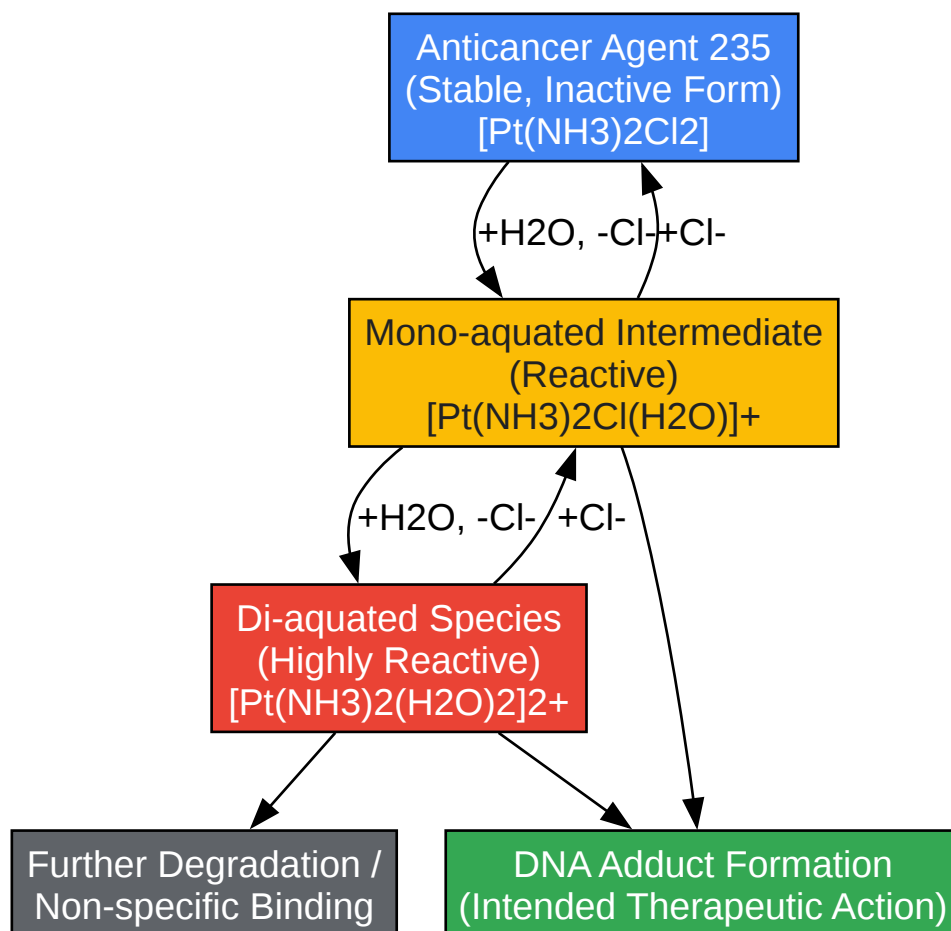 Anticancer Agent 235
(Stable, Inactive Form)
[Pt(NH3)2Cl2]
+H2O, -Cl-
+Cl-
Mono-aquated Intermediate
(Reactive)
[Pt(NH3)2Cl(H2O)]+
+H2O, -Cl-
+Cl-
Di-aquated Species
(Highly Reactive)
[Pt(NH3)2(H2O)2]2+
Further Degradation /
Non-specific Binding
DNA Adduct Formation
(Intended Therapeutic Action)